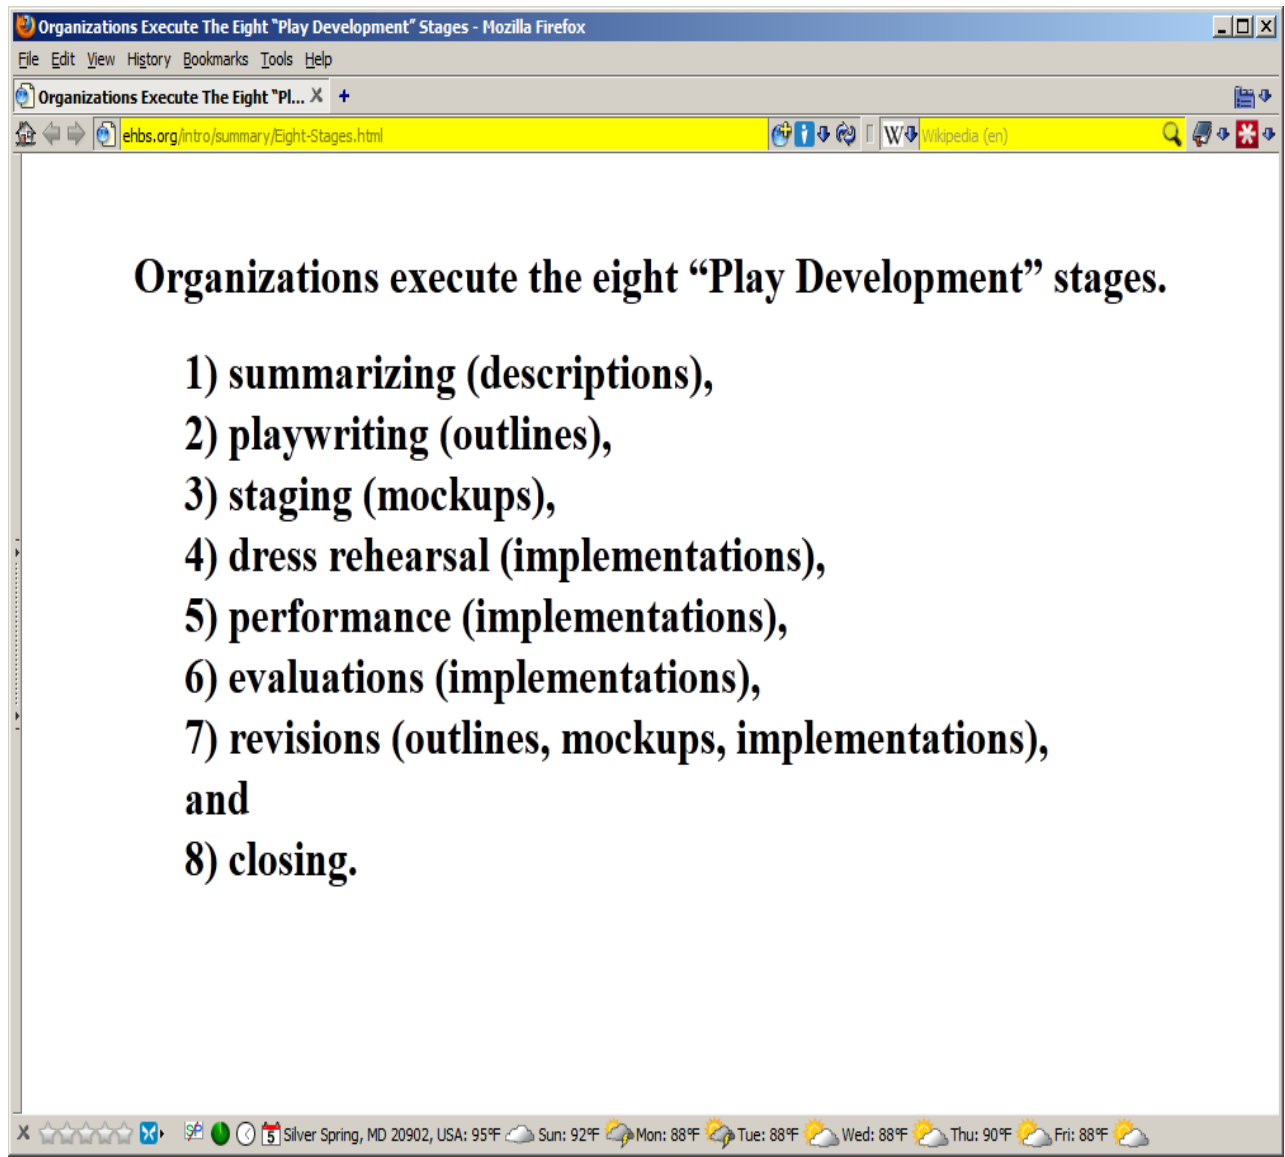 Organizations Execute The Eight “Play Development” Stages - Mozilla Firefox
File Edit View History Bookmarks Tools Help
Organizations Execute The Eight “Pl... X +
ehbs.org/intro/summary/Eight-Stages.html W Wikipedia (en)
Organizations execute the eight “Play Development” stages.
1) summarizing (descriptions),
2) playwriting (outlines),
3) staging (mockups),
4) dress rehearsal (implementations),
5) performance (implementations),
6) evaluations (implementations),
7) revisions (outlines, mockups, implementations),
and
8) closing.
X 5 Silver Spring, MD 20902, USA: 95°F Sun: 92°F Mon: 88°F Tue: 88°F Wed: 88°F Thu: 90°F Fri: 88°F